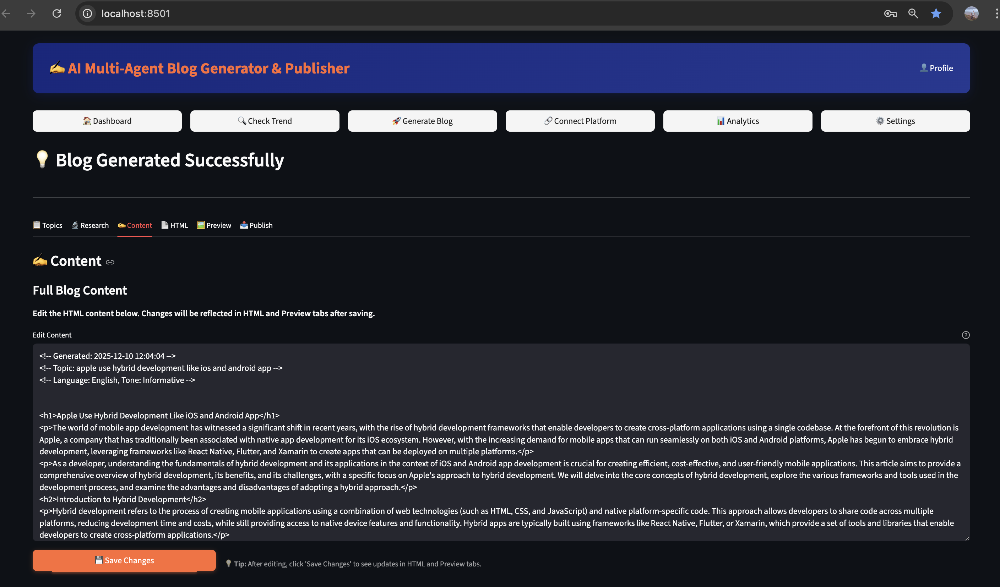 localhost:8501
✍️ AI Multi-Agent Blog Generator & Publisher
👤 Profile
🏠 Dashboard
🔍 Check Trend
🚀 Generate Blog
🔗 Connect Platform
📊 Analytics
⚙️ Settings
💡 Blog Generated Successfully
📋 Topics
🔬 Research
✍️ Content
📄 HTML
🖼️ Preview
📤 Publish
✍️ Content
Full Blog Content
Edit the HTML content below. Changes will be reflected in HTML and Preview tabs after saving.
Edit Content
<!-- Generated: 2025-12-10 12:04:04 -->
<!-- Topic: apple use hybrid development like ios and android app -->
<!-- Language: English, Tone: Informative -->
<h1>Apple Use Hybrid Development Like iOS and Android App</h1>
<p>The world of mobile app development has witnessed a significant shift in recent years, with the rise of hybrid development frameworks that enable developers to create cross-platform applications using a single codebase. At the forefront of this revolution is
Apple, a company that has traditionally been associated with native app development for its iOS ecosystem. However, with the increasing demand for mobile apps that can run seamlessly on both iOS and Android platforms, Apple has begun to embrace hybrid
development, leveraging frameworks like React Native, Flutter, and Xamarin to create apps that can be deployed on multiple platforms.</p>
<p>As a developer, understanding the fundamentals of hybrid development and its applications in the context of iOS and Android app development is crucial for creating efficient, cost-effective, and user-friendly mobile applications. This article aims to provide a
comprehensive overview of hybrid development, its benefits, and its challenges, with a specific focus on Apple's approach to hybrid development. We will delve into the core concepts of hybrid development, explore the various frameworks and tools used in the
development process, and examine the advantages and disadvantages of adopting a hybrid approach.</p>
<h2>Introduction to Hybrid Development</h2>
<p>Hybrid development refers to the process of creating mobile applications using a combination of web technologies (such as HTML, CSS, and JavaScript) and native platform-specific code. This approach allows developers to share code across multiple
platforms, reducing development time and costs, while still providing access to native device features and functionality. Hybrid apps are typically built using frameworks like React Native, Flutter, or Xamarin, which provide a set of tools and libraries that enable
developers to create cross-platform applications.</p>
💾 Save Changes
💡 Tip: After editing, click 'Save Changes' to see updates in HTML and Preview tabs.